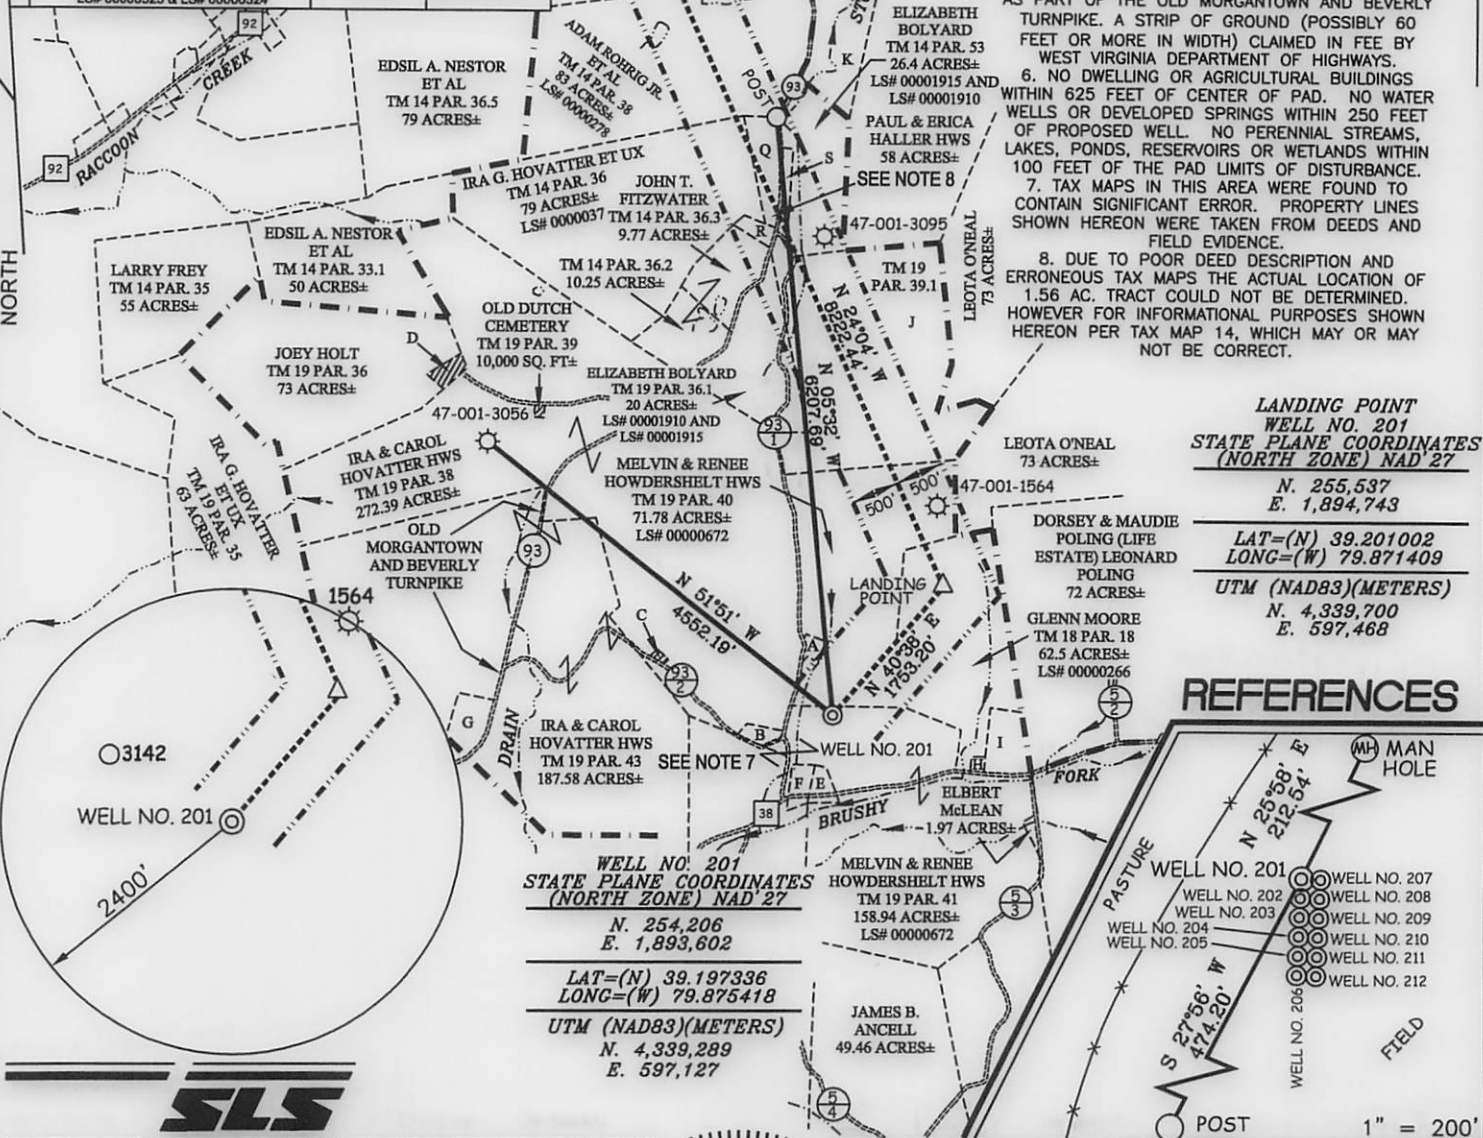 92
RACCOON CREEK
92
NORTH
EDSIL A. NESTOR
ET AL
TM 14 PAR. 36.5
79 ACRES±
ADAM ROHRIG JR.
ET AL
TM 14 PAR. 38
83 ACRES±
LS# 00000278
IRA G. HOVATTER ET UX
TM 14 PAR. 36
79 ACRES±
LS# 0000037
JOHN T.
FITZWATER
TM 14 PAR. 36.3
9.77 ACRES±
TM 14 PAR. 36.2
10.25 ACRES±
POST
93
K
Q
S
R
ELIZABETH
BOLYARD
TM 14 PAR. 53
26.4 ACRES±
LS# 00001915 AND
LS# 00001910
PAUL & ERICA
HALLER HWS
58 ACRES±
SEE NOTE 8
47-001-3095
TM 19
PAR. 39.1
J
LEOTA O'NEAL
73 ACRES±
AS PART OF THE OLD MORGANTOWN AND BEVERLY
TURNPIKE. A STRIP OF GROUND (POSSIBLY 60
FEET OR MORE IN WIDTH) CLAIMED IN FEE BY
WEST VIRGINIA DEPARTMENT OF HIGHWAYS.
6. NO DWELLING OR AGRICULTURAL BUILDINGS
WITHIN 625 FEET OF CENTER OF PAD. NO WATER
WELLS OR DEVELOPED SPRINGS WITHIN 250 FEET
OF PROPOSED WELL. NO PERENNIAL STREAMS,
LAKES, PONDS, RESERVOIRS OR WETLANDS WITHIN
100 FEET OF THE PAD LIMITS OF DISTURBANCE.
7. TAX MAPS IN THIS AREA WERE FOUND TO
CONTAIN SIGNIFICANT ERROR. PROPERTY LINES
SHOWN HEREON WERE TAKEN FROM DEEDS AND
FIELD EVIDENCE.
8. DUE TO POOR DEED DESCRIPTION AND
ERRONEOUS TAX MAPS THE ACTUAL LOCATION OF
1.56 AC. TRACT COULD NOT BE DETERMINED.
HOWEVER FOR INFORMATIONAL PURPOSES SHOWN
HEREON PER TAX MAP 14, WHICH MAY OR MAY
NOT BE CORRECT.
LARRY FREY
TM 14 PAR. 35
55 ACRES±
EDSIL A. NESTOR
ET AL
TM 14 PAR. 33.1
50 ACRES±
JOEY HOLT
TM 19 PAR. 36
73 ACRES±
D
OLD DUTCH
CEMETERY
TM 19 PAR. 39
10,000 SQ. FT±
ELIZABETH BOLYARD
TM 19 PAR. 36.1
20 ACRES±
LS# 00001910 AND
LS# 00001915
47-001-3056
93
1
N 24°04' W
8222.44'
N 05°32' W
6207.69'
IRA G. HOVATTER
ET UX
TM 19 PAR. 35
63 ACRES±
IRA & CAROL
HOVATTER HWS
TM 19 PAR. 38
272.39 ACRES±
MELVIN & RENEE
HOWDERSHELT HWS
TM 19 PAR. 40
71.78 ACRES±
LS# 00000672
OLD
MORGANTOWN
AND BEVERLY
TURNPIKE
93
500'
500'
LEOTA O'NEAL
73 ACRES±
47-001-1564
DORSEY & MAUDIE
POLING (LIFE
ESTATE) LEONARD
POLING
72 ACRES±
GLENN MOORE
TM 18 PAR. 18
62.5 ACRES±
LS# 00000266
5
2
LANDING
POINT
N 51°51' W
4552.19'
N 40°38' E
1753.20'
A
C
93
2
B
G
DRAIN
IRA & CAROL
HOVATTER HWS
TM 19 PAR. 43
187.58 ACRES±
SEE NOTE 7
WELL NO. 201
F
E
H
I
38
BRUSHY
FORK
ELBERT
McLEAN
1.97 ACRES±
MELVIN & RENEE
HOWDERSHELT HWS
TM 19 PAR. 41
158.94 ACRES±
LS# 00000672
5
3
JAMES B.
ANCELL
49.46 ACRES±
5
4
LANDING POINT
WELL NO. 201
STATE PLANE COORDINATES
(NORTH ZONE) NAD'27
N. 255,537
E. 1,894,743
LAT=(N) 39.201002
LONG=(W) 79.871409
UTM (NAD83)(METERS)
N. 4,339,700
E. 597,468
1564
3142
WELL NO. 201
2400'
WELL NO. 201
STATE PLANE COORDINATES
(NORTH ZONE) NAD'27
N. 254,206
E. 1,893,602
LAT=(N) 39.197336
LONG=(W) 79.875418
UTM (NAD83)(METERS)
N. 4,339,289
E. 597,127
SLS
REFERENCES
MH MAN
HOLE
N 25°58' E
212.54'
PASTURE
WELL NO. 201
WELL NO. 202
WELL NO. 203
WELL NO. 204
WELL NO. 205
WELL NO. 206
WELL NO. 207
WELL NO. 208
WELL NO. 209
WELL NO. 210
WELL NO. 211
WELL NO. 212
S 27°56' W
474.20'
FIELD
POST
1" = 200